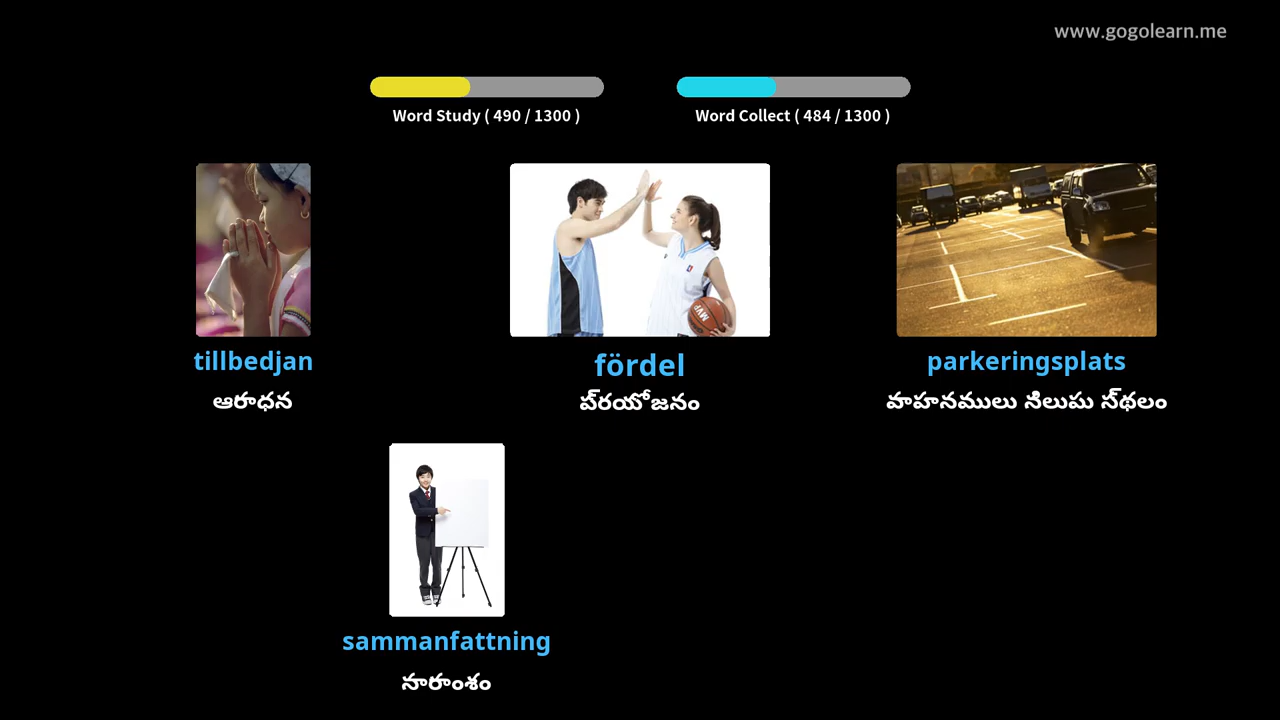 www.gogolearn.me
Word Study ( 490 / 1300 )
Word Collect ( 484 / 1300 )
tillbedjan
fördel
parkeringsplats
ఆరాధన
ప్రయోజనం
వాహనములు నిలుపు స్థలం
sammanfattning
సారాంశం
MVP